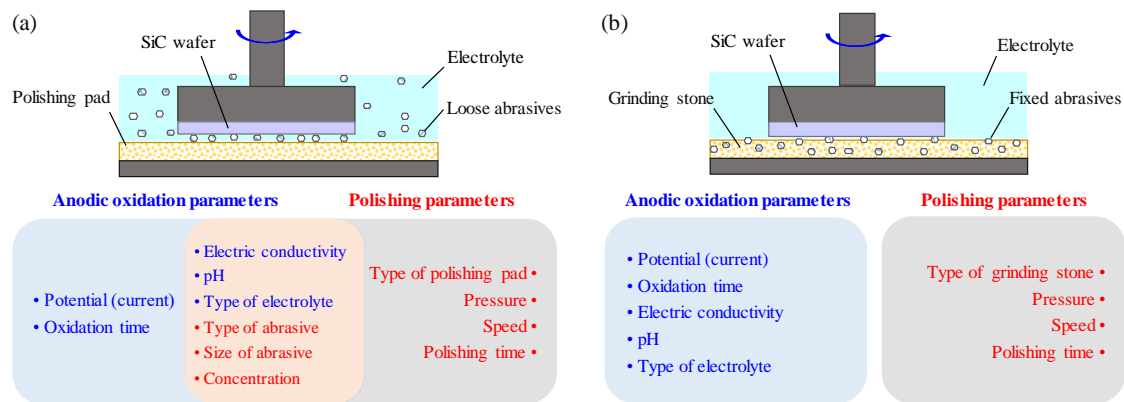 (a)
SiC wafer
Electrolyte
Polishing pad
Loose abrasives
Anodic oxidation parameters
Polishing parameters
• Potential (current)
• Oxidation time
• Electric conductivity
• pH
• Type of electrolyte
• Type of abrasive
• Size of abrasive
• Concentration
Type of polishing pad •
Pressure •
Speed •
Polishing time •
(b)
SiC wafer
Electrolyte
Grinding stone
Fixed abrasives
Anodic oxidation parameters
Polishing parameters
• Potential (current)
• Oxidation time
• Electric conductivity
• pH
• Type of electrolyte
Type of grinding stone •
Pressure •
Speed •
Polishing time •